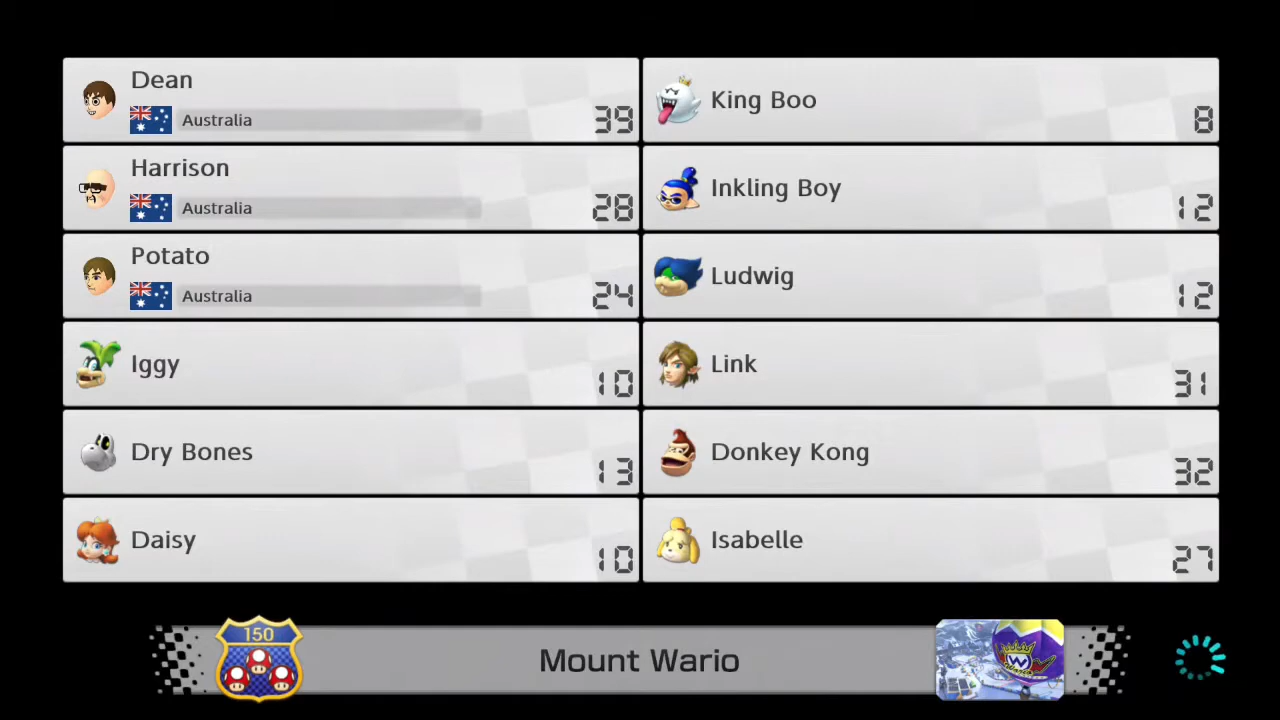 Dean
Australia
39
Harrison
Australia
28
Potato
Australia
24
Iggy
10
Dry Bones
13
Daisy
10
King Boo
8
Inkling Boy
12
Ludwig
12
Link
31
Donkey Kong
32
Isabelle
27
150
Mount Wario
W